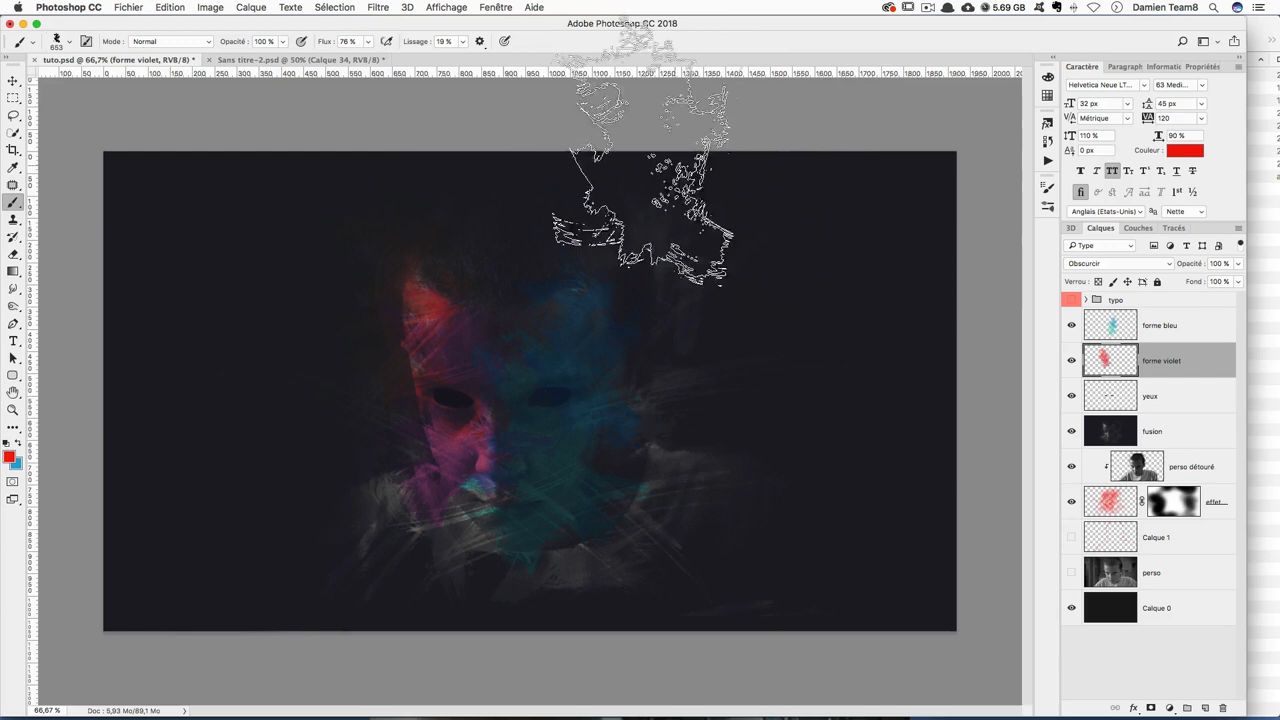 Photoshop CC Fichier Edition Image Calque Texte Sélection Filtre 3D Affichage Fenêtre Aide 5.69 GB Damien Team8
Adobe Photoshop CC 2018
653 Mode : Normal Opacité : 100 % Flux : 76 % Lissage : 19 %
tuto.psd @ 66,7% (forme violet, RVB/8) * Sans titre-2.psd @ 50% (Calque 34, RVB/8) *
Caractère Paragraph Informatic Propriétés
Helvetica Neue LT... 63 Medi...
32 px 45 px
Métrique 120
110 % 90 %
0 px Couleur :
Anglais (Etats-Unis) Nette
3D Calques Couches Tracés
Type
Obscurcir Opacité : 100 %
Verrou : Fond : 100 %
typo
forme bleu
forme violet
yeux
fusion
perso détouré
effet...
Calque 1
perso
Calque 0
66,67 % Doc : 5,93 Mo/89,1 Mo